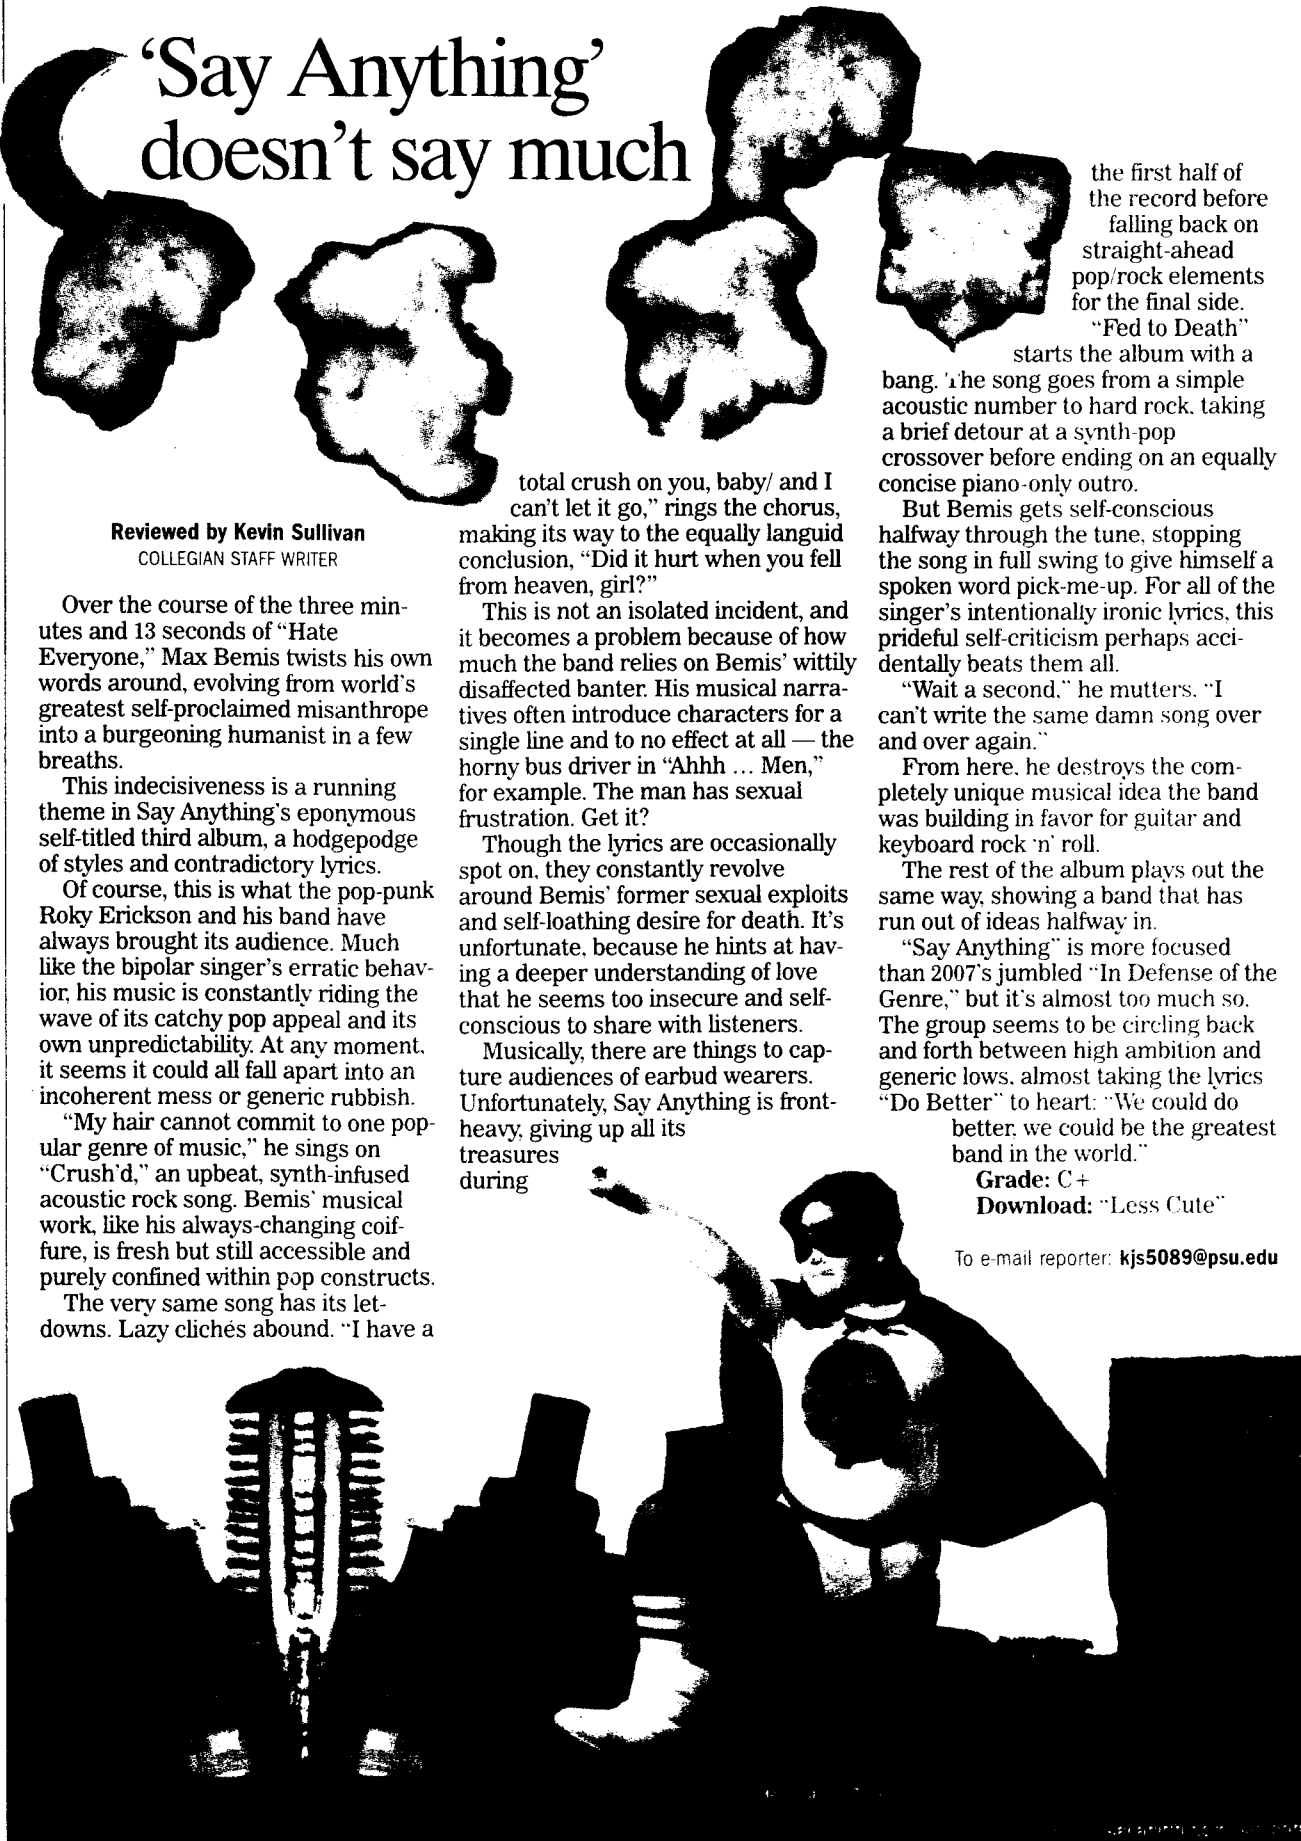 ‘Say Anything’
doesn’t say much
Reviewed by Kevin Sullivan
COLLEGIAN STAFF WRITER
Over the course of the three min-
utes and 13 seconds of “Hate
Everyone,” Max Bemis twists his own
words around, evolving from world's
greatest self-proclaimed misanthrope
into a burgeoning humanist in a few
breaths.
This indecisiveness is a running
theme in Say Anything's eponymous
self-titled third album, a hodgepodge
of styles and contradictory lyrics.
Of course, this is what the pop-punk
Roky Erickson and his band have
always brought its audience. Much
like the bipolar singer's erratic behav-
ior, his music is constantly riding the
wave of its catchy pop appeal and its
own unpredictability. At any moment,
it seems it could all fall apart into an
incoherent mess or generic rubbish.
“My hair cannot commit to one pop-
ular genre of music,” he sings on
“Crush'd,” an upbeat, synth-infused
acoustic rock song. Bemis' musical
work, like his always-changing coif-
fure, is fresh but still accessible and
purely confined within pop constructs.
The very same song has its let-
downs. Lazy clichés abound. “I have a
total crush on you, baby/ and I
can't let it go,” rings the chorus,
making its way to the equally languid
conclusion, “Did it hurt when you fell
from heaven, girl?”
This is not an isolated incident, and
it becomes a problem because of how
much the band relies on Bemis' wittily
disaffected banter. His musical narra-
tives often introduce characters for a
single line and to no effect at all — the
horny bus driver in “Ahhh ... Men,”
for example. The man has sexual
frustration. Get it?
Though the lyrics are occasionally
spot on, they constantly revolve
around Bemis' former sexual exploits
and self-loathing desire for death. It's
unfortunate, because he hints at hav-
ing a deeper understanding of love
that he seems too insecure and self-
conscious to share with listeners.
Musically, there are things to cap-
ture audiences of earbud wearers.
Unfortunately, Say Anything is front-
heavy, giving up all its
treasures
during
the first half of
the record before
falling back on
straight-ahead
pop/rock elements
for the final side.
“Fed to Death”
starts the album with a
bang. The song goes from a simple
acoustic number to hard rock, taking
a brief detour at a synth-pop
crossover before ending on an equally
concise piano-only outro.
But Bemis gets self-conscious
halfway through the tune, stopping
the song in full swing to give himself a
spoken word pick-me-up. For all of the
singer's intentionally ironic lyrics, this
prideful self-criticism perhaps acci-
dentally beats them all.
“Wait a second,” he mutters. “I
can't write the same damn song over
and over again.”
From here, he destroys the com-
pletely unique musical idea the band
was building in favor for guitar and
keyboard rock 'n' roll.
The rest of the album plays out the
same way, showing a band that has
run out of ideas halfway in.
“Say Anything” is more focused
than 2007's jumbled “In Defense of the
Genre,” but it's almost too much so.
The group seems to be circling back
and forth between high ambition and
generic lows, almost taking the lyrics
“Do Better” to heart: “We could do
better, we could be the greatest
band in the world.”
Grade: C+
Download: “Less Cute”
To e-mail reporter: kjs5089@psu.edu